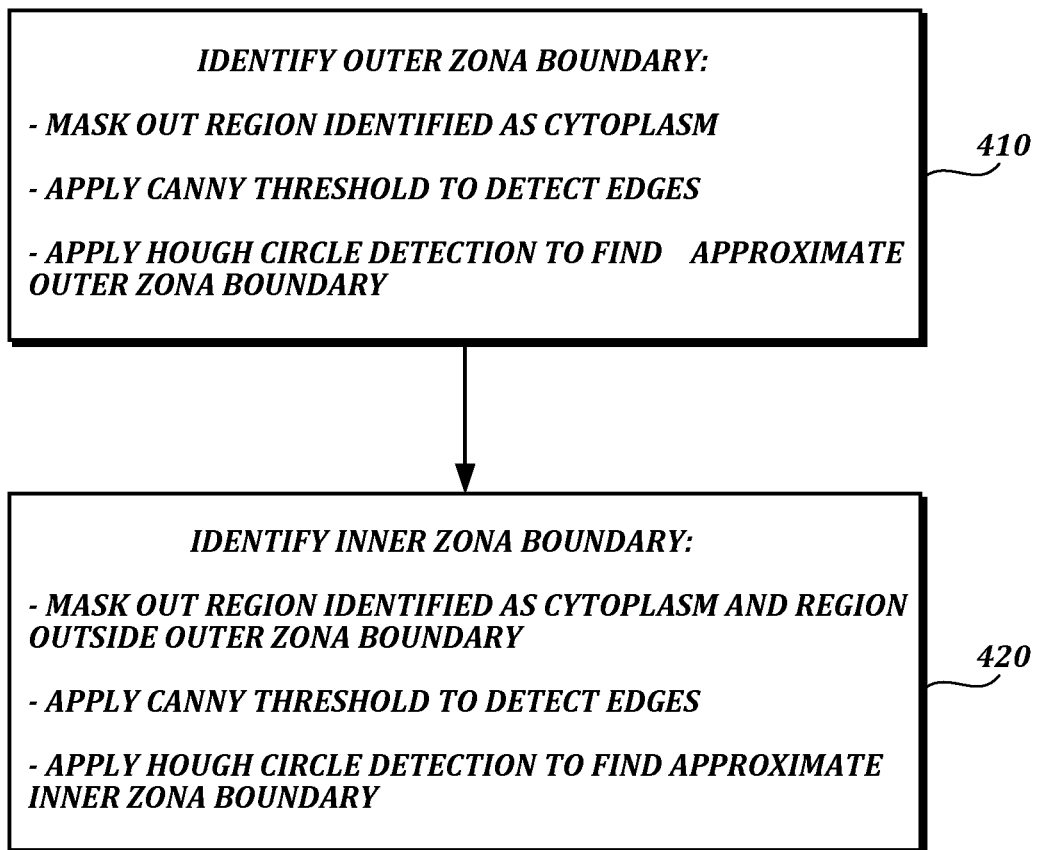 IDENTIFY OUTER ZONA BOUNDARY:
- MASK OUT REGION IDENTIFIED AS CYTOPLASM
- APPLY CANNY THRESHOLD TO DETECT EDGES
- APPLY HOUGH CIRCLE DETECTION TO FIND APPROXIMATE
OUTER ZONA BOUNDARY
410
IDENTIFY INNER ZONA BOUNDARY:
- MASK OUT REGION IDENTIFIED AS CYTOPLASM AND REGION
OUTSIDE OUTER ZONA BOUNDARY
- APPLY CANNY THRESHOLD TO DETECT EDGES
- APPLY HOUGH CIRCLE DETECTION TO FIND APPROXIMATE
INNER ZONA BOUNDARY
420